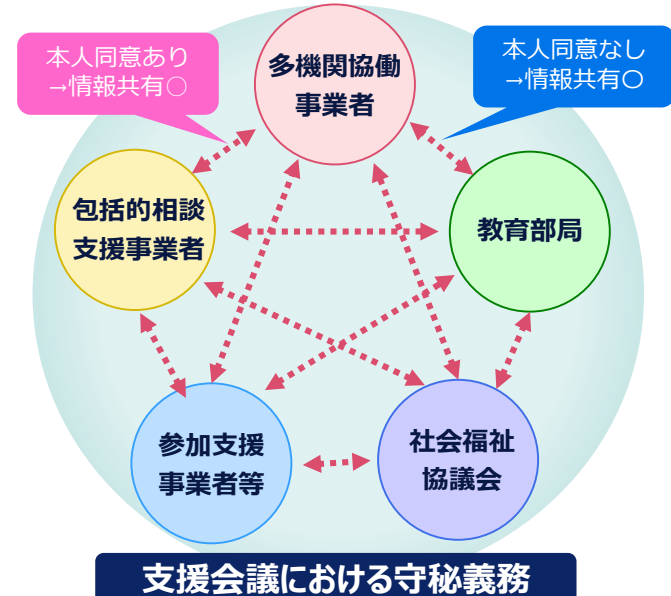 本人同意あり
→情報共有○
多機関協働
事業者
本人同意なし
→情報共有○
包括的相談
支援事業者
教育部局
参加支援
事業者等
社会福祉
協議会
支援会議における守秘義務